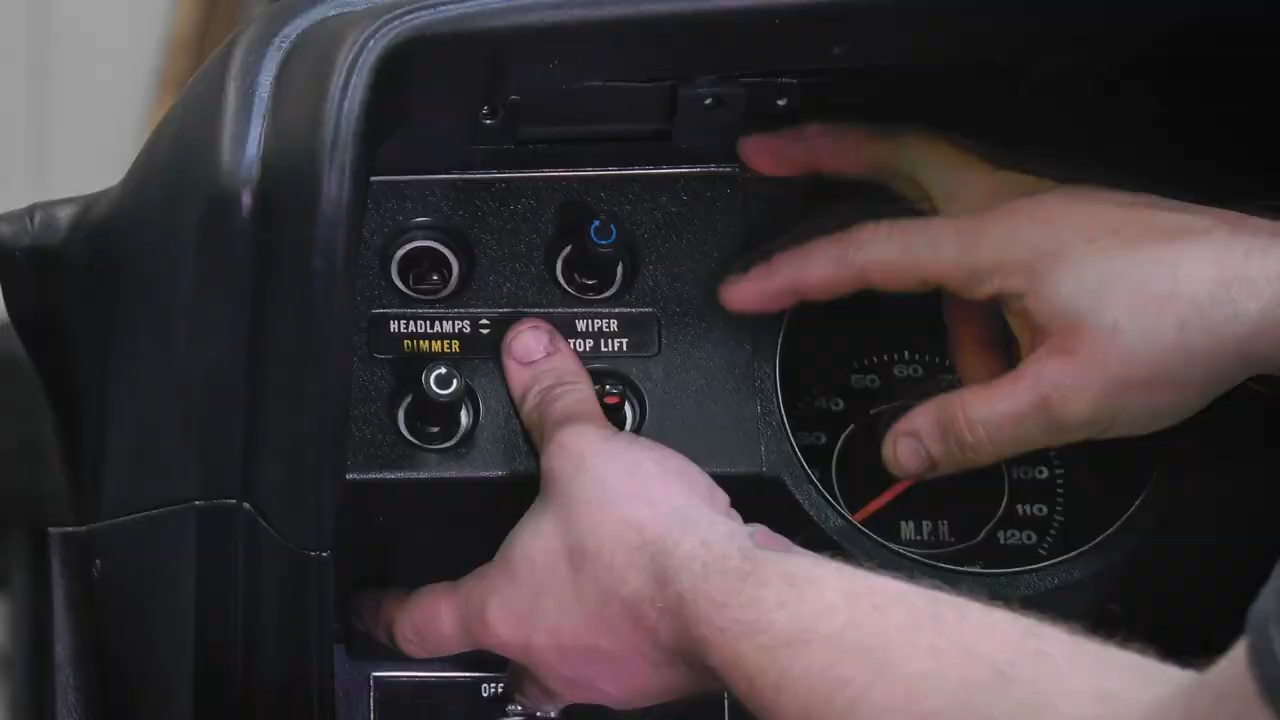 HEADLAMPS
DIMMER
WIPER
TOP LIFT
50
60
40
100
110
120
M.P.H.
OFF